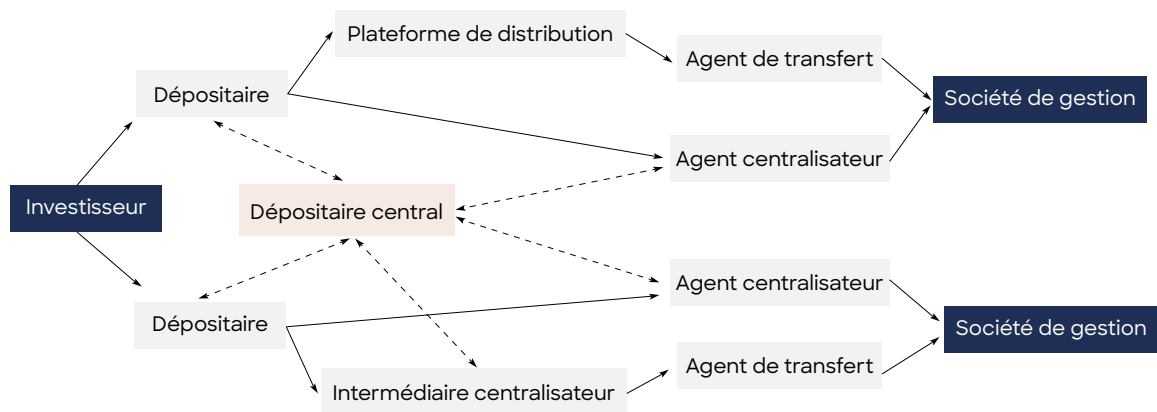 Plateforme de distribution
Agent de transfert
Dépositaire
Société de gestion
Agent centralisateur
Investisseur
Dépositaire central
Agent centralisateur
Dépositaire
Société de gestion
Agent de transfert
Intermédiaire centralisateur